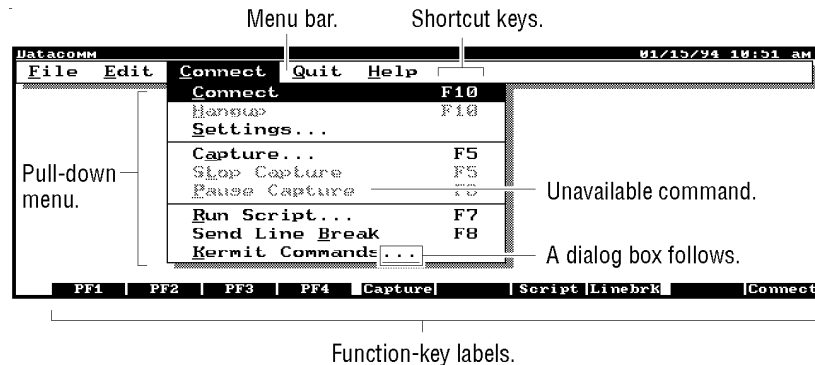 Menu bar. Shortcut keys.
Datacomm 01/15/94 10:51 am
File Edit Connect Quit Help
Connect F10
Hangup F10
Settings...
Capture... F5
Stop Capture F5
Pause Capture
Run Script... F7
Send Line Break F8
Kermit Commands...
Pull-down menu.
Unavailable command.
A dialog box follows.
PF1 PF2 PF3 PF4 Capture Script Linebrk Connect
Function-key labels.